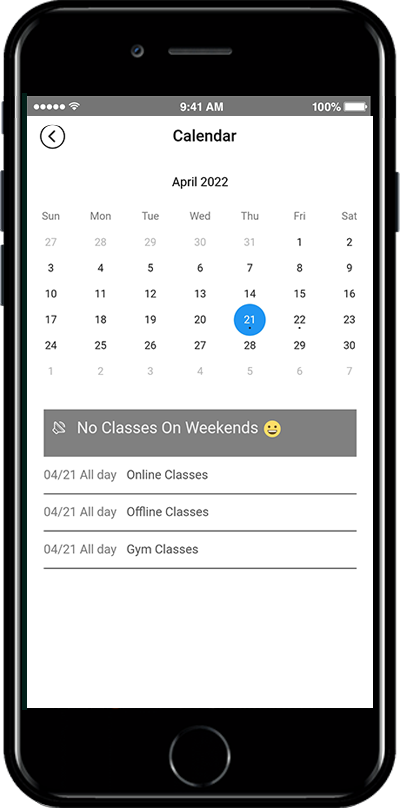 9:41 AM 100%
Calendar
April 2022
Sun Mon Tue Wed Thu Fri Sat
27 28 29 30 31 1 2
3 4 5 6 7 8 9
10 11 12 13 14 15 16
17 18 19 20 21 22 23
24 25 26 27 28 29 30
1 2 3 4 5 6 7
No Classes On Weekends 😀
04/21 All day Online Classes
04/21 All day Offline Classes
04/21 All day Gym Classes